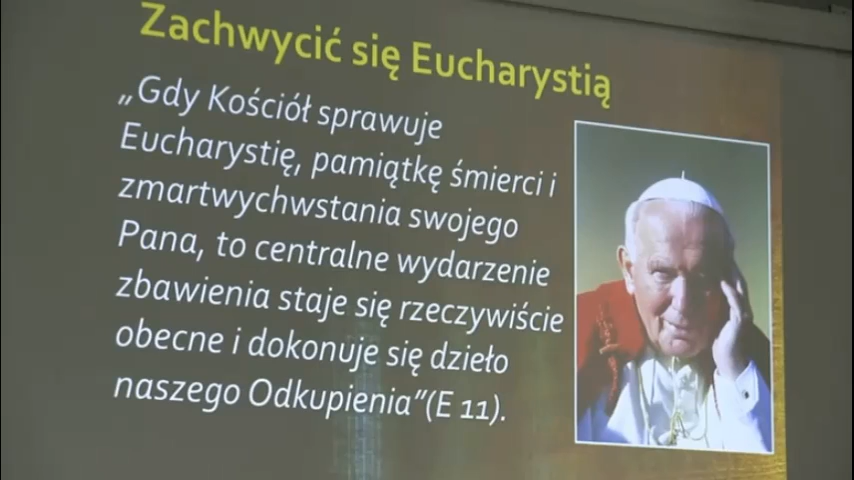 Zachwycić się Eucharystią
„Gdy Kościół sprawuje
Eucharystię, pamiątkę śmierci i
zmartwychwstania swojego
Pana, to centralne wydarzenie
zbawienia staje się rzeczywiście
obecne i dokonuje się dzieło
naszego Odkupienia”(E 11).